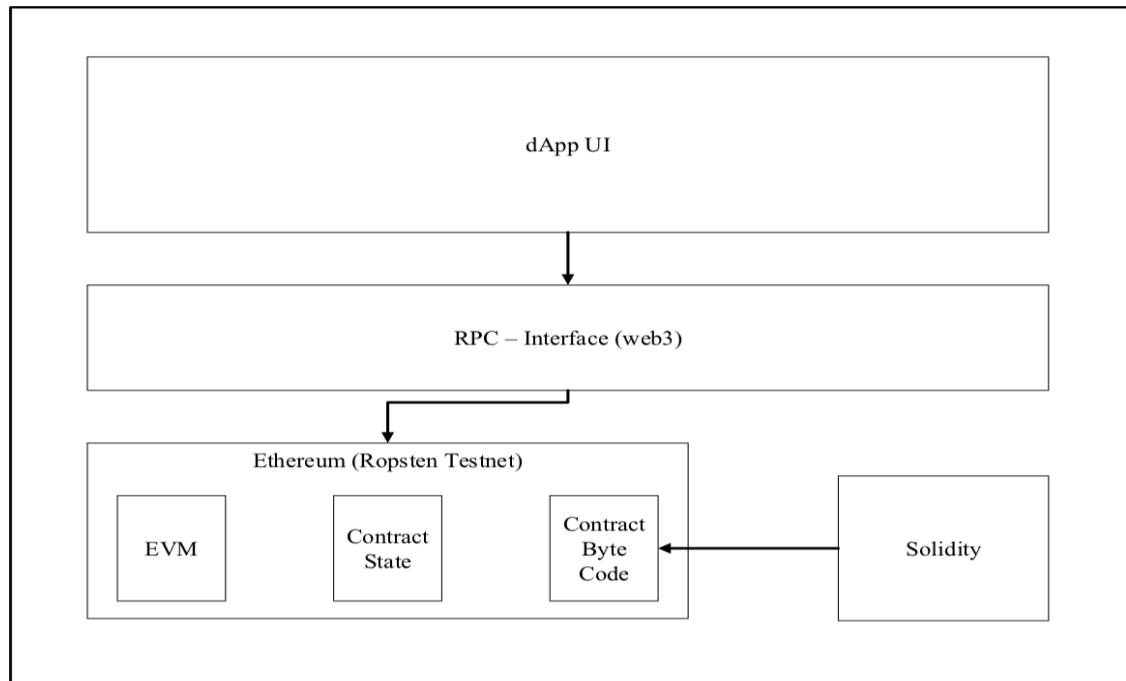 dApp UI
RPC – Interface (web3)
Ethereum (Ropsten Testnet)
EVM
Contract
State
Contract
Byte
Code
Solidity